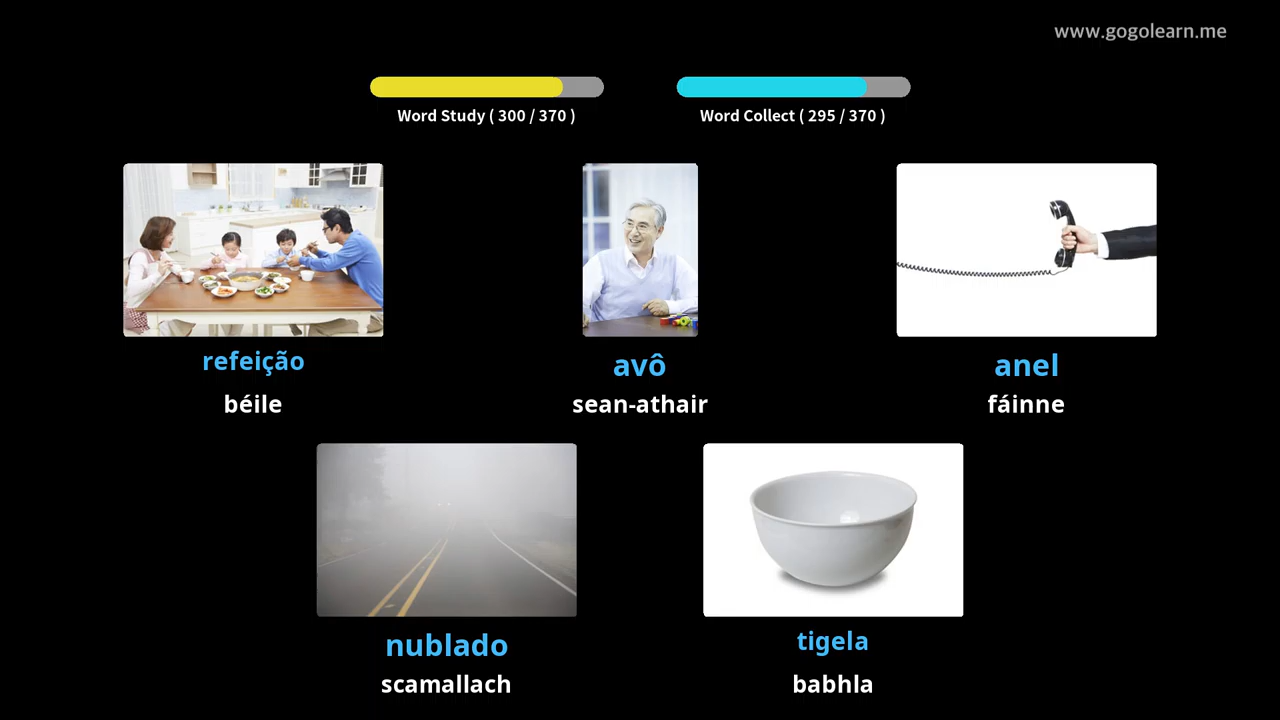 www.gogolearn.me
Word Study ( 300 / 370 )
Word Collect ( 295 / 370 )
refeição
béile
avô
sean-athair
anel
fáinne
nublado
scamallach
tigela
babhla